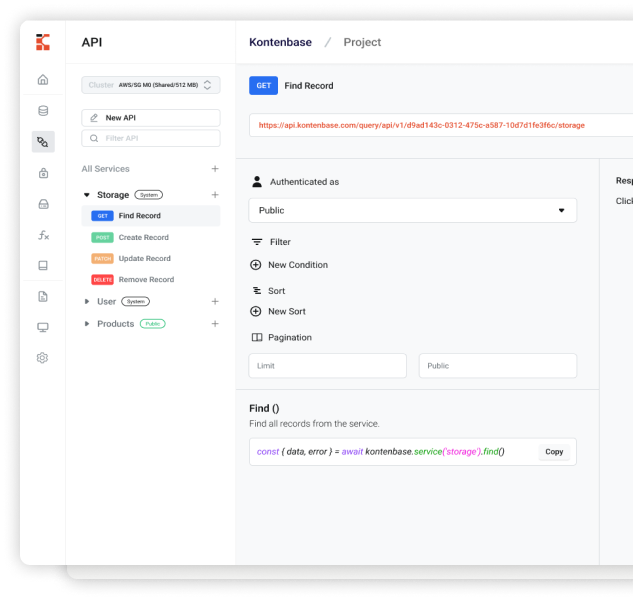 API
Kontenbase / Project
Cluster AWS/SG M0 (Shared/512 MB)
New API
Filter API
All Services
Storage System
GET Find Record
POST Create Record
PATCH Update Record
DELETE Remove Record
User System
Products Public
GET Find Record
https://api.kontenbase.com/query/api/v1/d9ad143c-0312-475c-a587-10d7d1fe3f6c/storage
Authenticated as
Public
Filter
New Condition
Sort
New Sort
Pagination
Limit Public
Find ()
Find all records from the service.
const { data, error } = await kontenbase.service('storage').find() Copy
Resp
Click